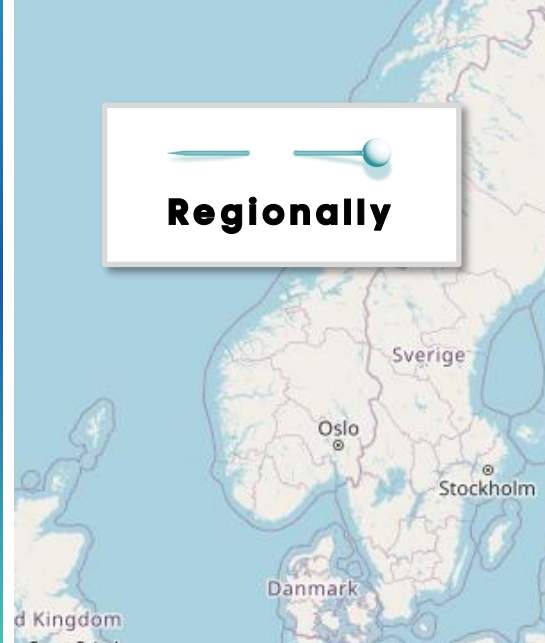 Regionally
Sverige
Oslo
Stockholm
Danmark
d Kingdom